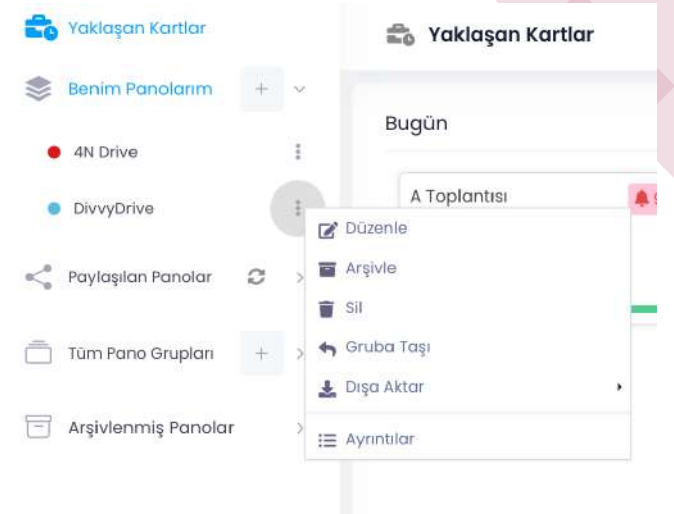 Yaklaşan Kartlar
Benim Panolarım
4N Drive
DivvyDrive
Paylaşılan Panolar
Tüm Pano Grupları
Arşivlenmiş Panolar
Yaklaşan Kartlar
Bugün
A Toplantısı
Düzenle
Arşivle
Sil
Gruba Taşı
Dışa Aktar
Ayrıntılar